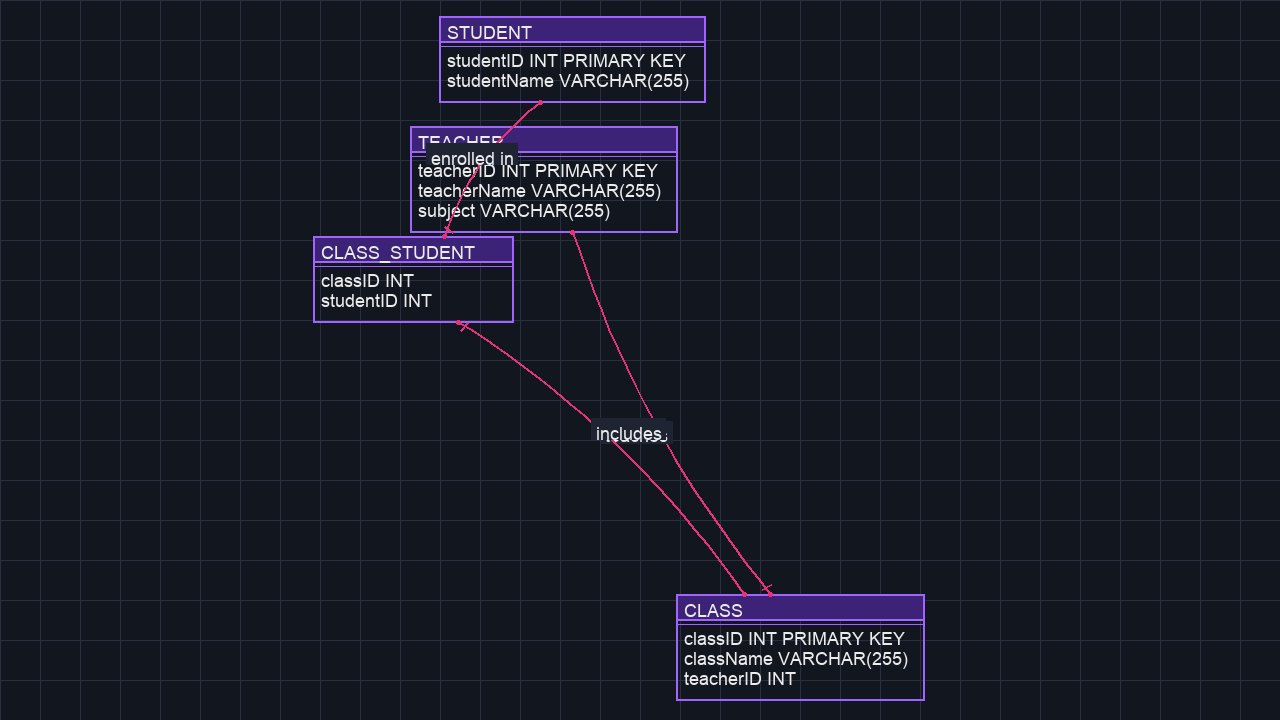 STUDENT
studentID INT PRIMARY KEY
studentName VARCHAR(255)
TEACHER
enrolled in
teacherID INT PRIMARY KEY
teacherName VARCHAR(255)
subject VARCHAR(255)
CLASS_STUDENT
classID INT
studentID INT
includes
CLASS
classID INT PRIMARY KEY
className VARCHAR(255)
teacherID INT